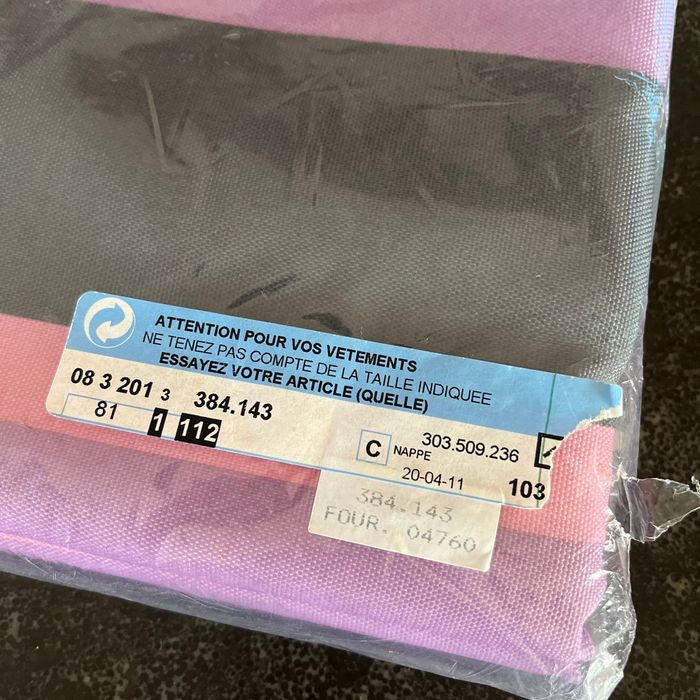 ATTENTION POUR VOS VETEMENTS
NE TENEZ PAS COMPTE DE LA TAILLE INDIQUEE
ESSAYEZ VOTRE ARTICLE (QUELLE)
08 3 201 3 384.143
81 1 112
C NAPPE 303.509.236
20-04-11 103
384.143
FOUR. 04760